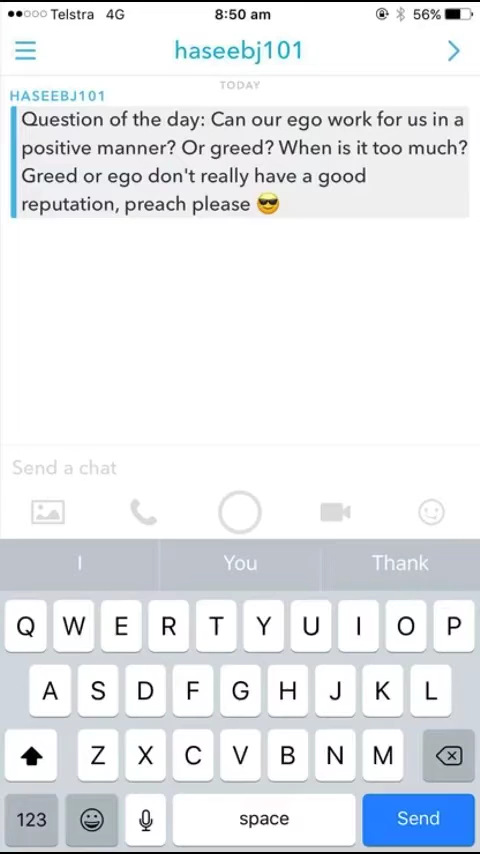 Telstra 4G 8:50 am 56%
haseebj101
TODAY
HASEEBJ101
Question of the day: Can our ego work for us in a
positive manner? Or greed? When is it too much?
Greed or ego don't really have a good
reputation, preach please 😎
Send a chat
I You Thank
Q W E R T Y U I O P
A S D F G H J K L
Z X C V B N M
123 space Send